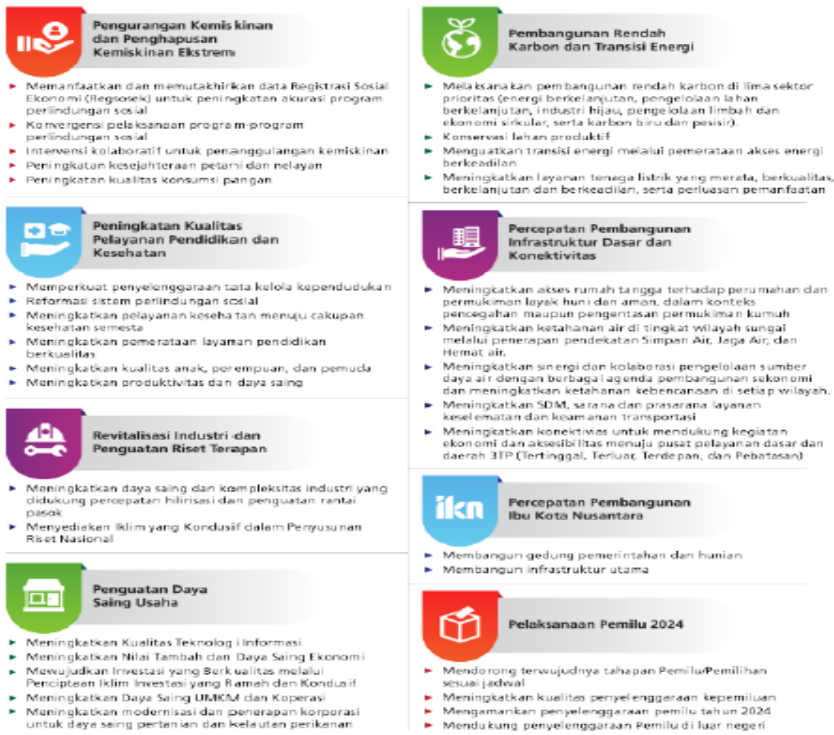 Pengurangan Kemiskinan
dan Penghapusan
Kemiskinan Ekstrem
Memanfaatkan dan memutakhirikan data Registrasi Sosial
Ekonomi (Regsosek) untuk peningkatan akurasi program
perlindungan sosial
Konvergensi pelaksanaan program-program
perlindungan sosial
Intervensi kolaboratif untuk penanggulangan kemiskinan
Peningkatan kesejahteraan petani dan nelayan
Peningkatan kualitas konsumsi pangan
Peningkatan Kualitas
Pelayanan Pendidikan dan
Kesehatan
Memperkuat penyelenggaraan tata kelola kependudukan
Reformasi sistem perlindungan sosial
Meningkatkan pelayanan kesehatan menuju cakupan
kesehatan semesta
Meningkatkan pemerataan layanan pendidikan
berkualitas
Meningkatkan kualitas anak, perempuan, dan pemuda
Meningkatkan produktivitas dan daya saing
Revitalisasi Industri dan
Penguatan Riset Terapan
Meningkatkan daya saing dan kompleksitas industri yang
didukung percepatan hilirisasi dan penguatan rantai
pasok
Menyediakan Iklim yang Kondusif dalam Penyusunan
Riset Nasional
Penguatan Daya
Saing Usaha
Meningkatkan Kualitas Teknologi Informasi
Meningkatkan Nilai Tambah dan Daya Saing Ekonomi
Mewujudkan Investasi yang Berkualitas melalui
Penciptaan Iklim Investasi yang Ramah dan Kondusif
Meningkatkan Daya Saing UMKM dan Koperasi
Meningkatkan modernisasi dan penerapan korporasi
untuk daya saing pertanian dan kelautan perikanan
Pembangunan Rendah
Karbon dan Transisi Energi
Melaksanakan pembangunan rendah karbon di lima sektor
prioritas (energi berkelanjutan, pengelolaan lahan
berkelanjutan, industri hijau, pengelolaan limbah dan
ekonomi sirkular, serta karbon biru dan pesisir).
Konservasi lahan produktif
Menguatkan transisi energi melalui pemerataan akses energi
berkeadilan
Meningkatkan layanan tenaga listrik yang merata, berkualitas,
berkelanjutan dan berkeadilan, serta perluasan pemanfaatan
Percepatan Pembangunan
Infrastruktur Dasar dan
Konektivitas
Meningkatkan akses rumah tangga terhadap perumahan dan
permukiman layak huni dan aman, dalam konteks
pencegahan maupun pengentasan permukiman kumuh
Meningkatkan ketahanan air di tingkat wilayah sungai
melalui penerapan pendekatan Simpan Air, Jaga Air, dan
Hemat air.
Meningkatkan sinergi dan kolaborasi pengelolaan sumber
daya air dengan berbagai agenda pembangunan sekonomi
dan meningkatkan ketahanan kebencanaan di setiap wilayah.
Meningkatkan SDM, sarana dan prasarana layanan
keselematan dan keamanan transportasi
Meningkatkan konektivias untuk mendukung kegiatan
ekonomi dan aksesibilitas menuju pusat pelayanan dasar dan
daerah 3TP (Tertinggal, Terluar, Terdepan, dan Pebatasan)
ikn
Percepatan Pembangunan
Ibu Kota Nusantara
Membangun gedung pemerintahan dan hunian
Membangun infrastruktur utama
Pelaksanaan Pemilu 2024
Mendorong terwujudnya tahapan Pemilu/Pemilihan
sesuai jadwal
Meningkatkan kualitas penyelenggaraan kepemiluan
Mengamankan penyelenggaraan pemilu tahun 2024
Mendukung penyelenggaraan Pemilu di luar negeri